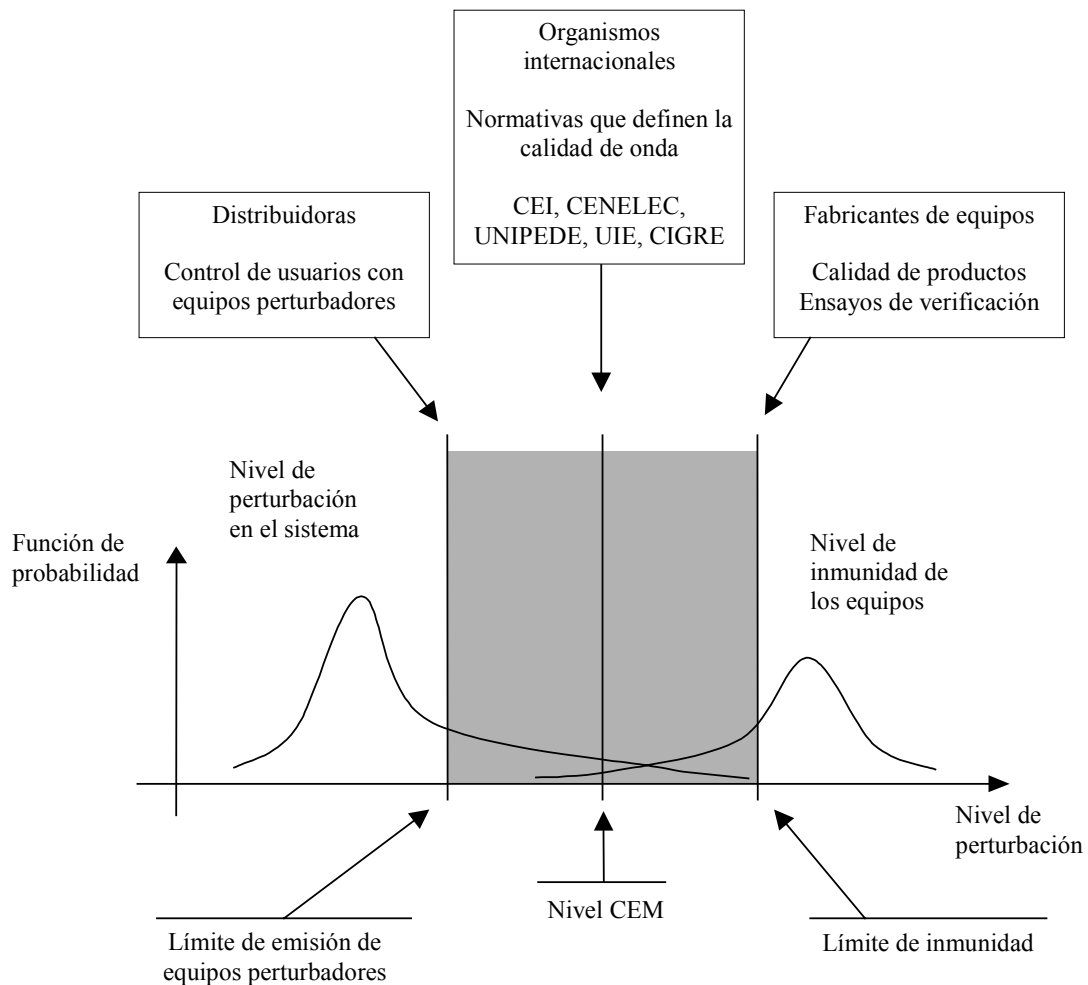 Organismos
internacionales
Normativas que definen la
calidad de onda
CEI, CENELEC,
UNIPEDE, UIE, CIGRE
Distribuidoras
Control de usuarios con
equipos perturbadores
Fabricantes de equipos
Calidad de productos
Ensayos de verificación
Nivel de
perturbación
en el sistema
Función de
probabilidad
Nivel de
inmunidad de
los equipos
Nivel de
perturbación
Nivel CEM
Límite de emisión de
equipos perturbadores
Límite de inmunidad